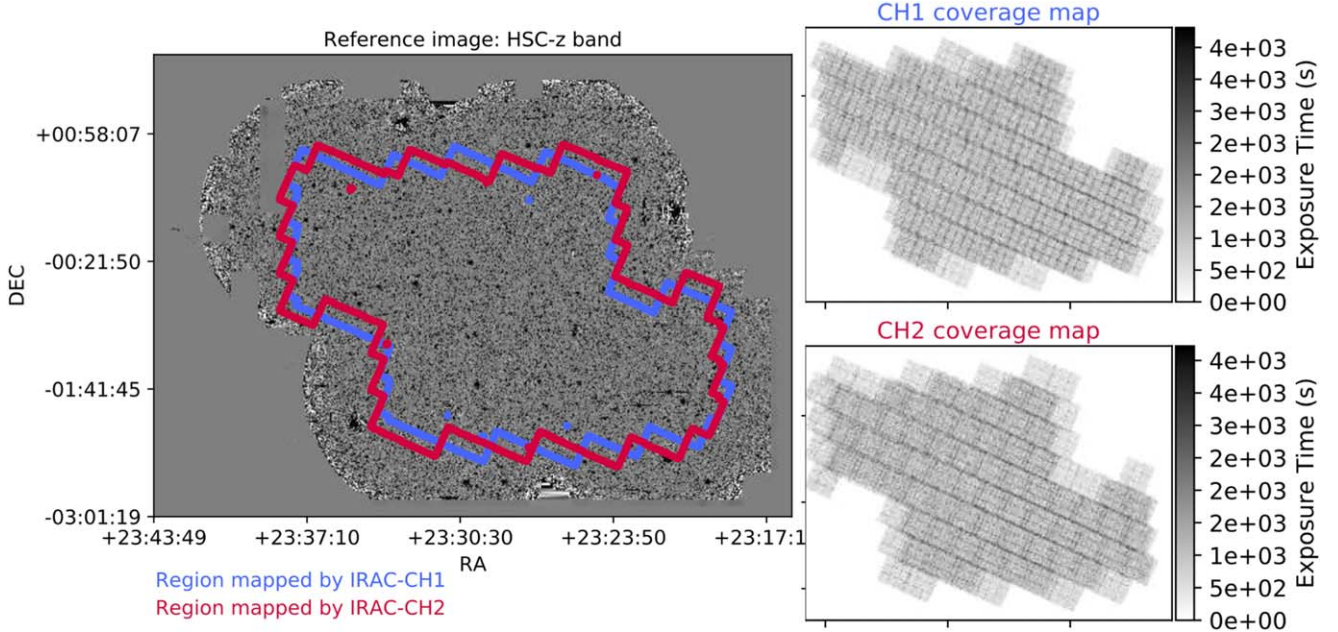 Reference image: HSC-z band
DEC
+00:58:07
-00:21:50
-01:41:45
-03:01:19
+23:43:49
+23:37:10
+23:30:30
+23:23:50
+23:17:1
RA
Region mapped by IRAC-CH1
Region mapped by IRAC-CH2
CH1 coverage map
4e+03
4e+03
3e+03
2e+03
2e+03
2e+03
1e+03
5e+02
0e+00
Exposure Time (s)
CH2 coverage map
4e+03
4e+03
3e+03
2e+03
2e+03
2e+03
1e+03
5e+02
0e+00
Exposure Time (s)